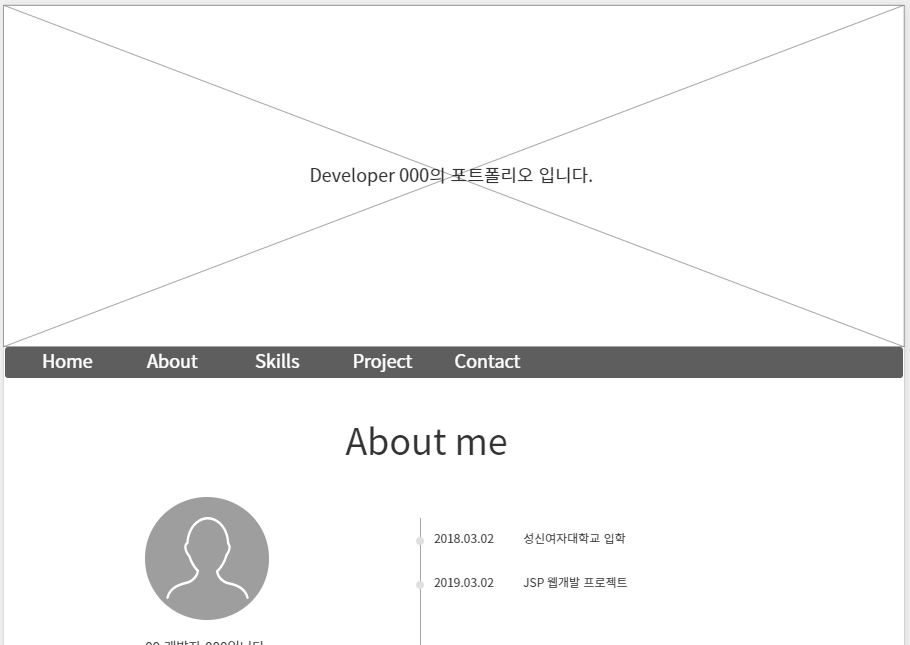 Developer 000의 포트폴리오 입니다.
Home About Skills Project Contact
About me
2018.03.02 성신여자대학교 입학
2019.03.02 JSP 웹개발 프로젝트